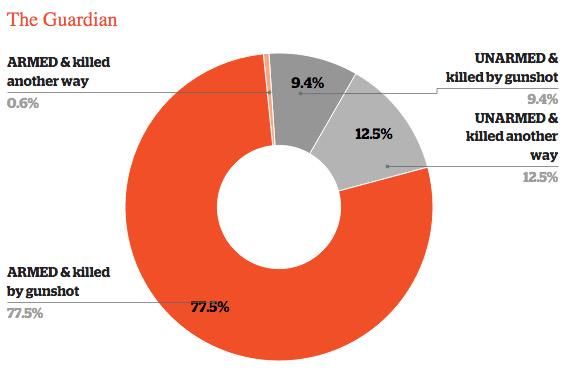 The Guardian
ARMED & killed
another way
0.6%
UNARMED &
killed by gunshot
9.4%
9.4%
UNARMED &
killed another
way
12.5%
12.5%
ARMED & killed
by gunshot
77.5%
77.5%